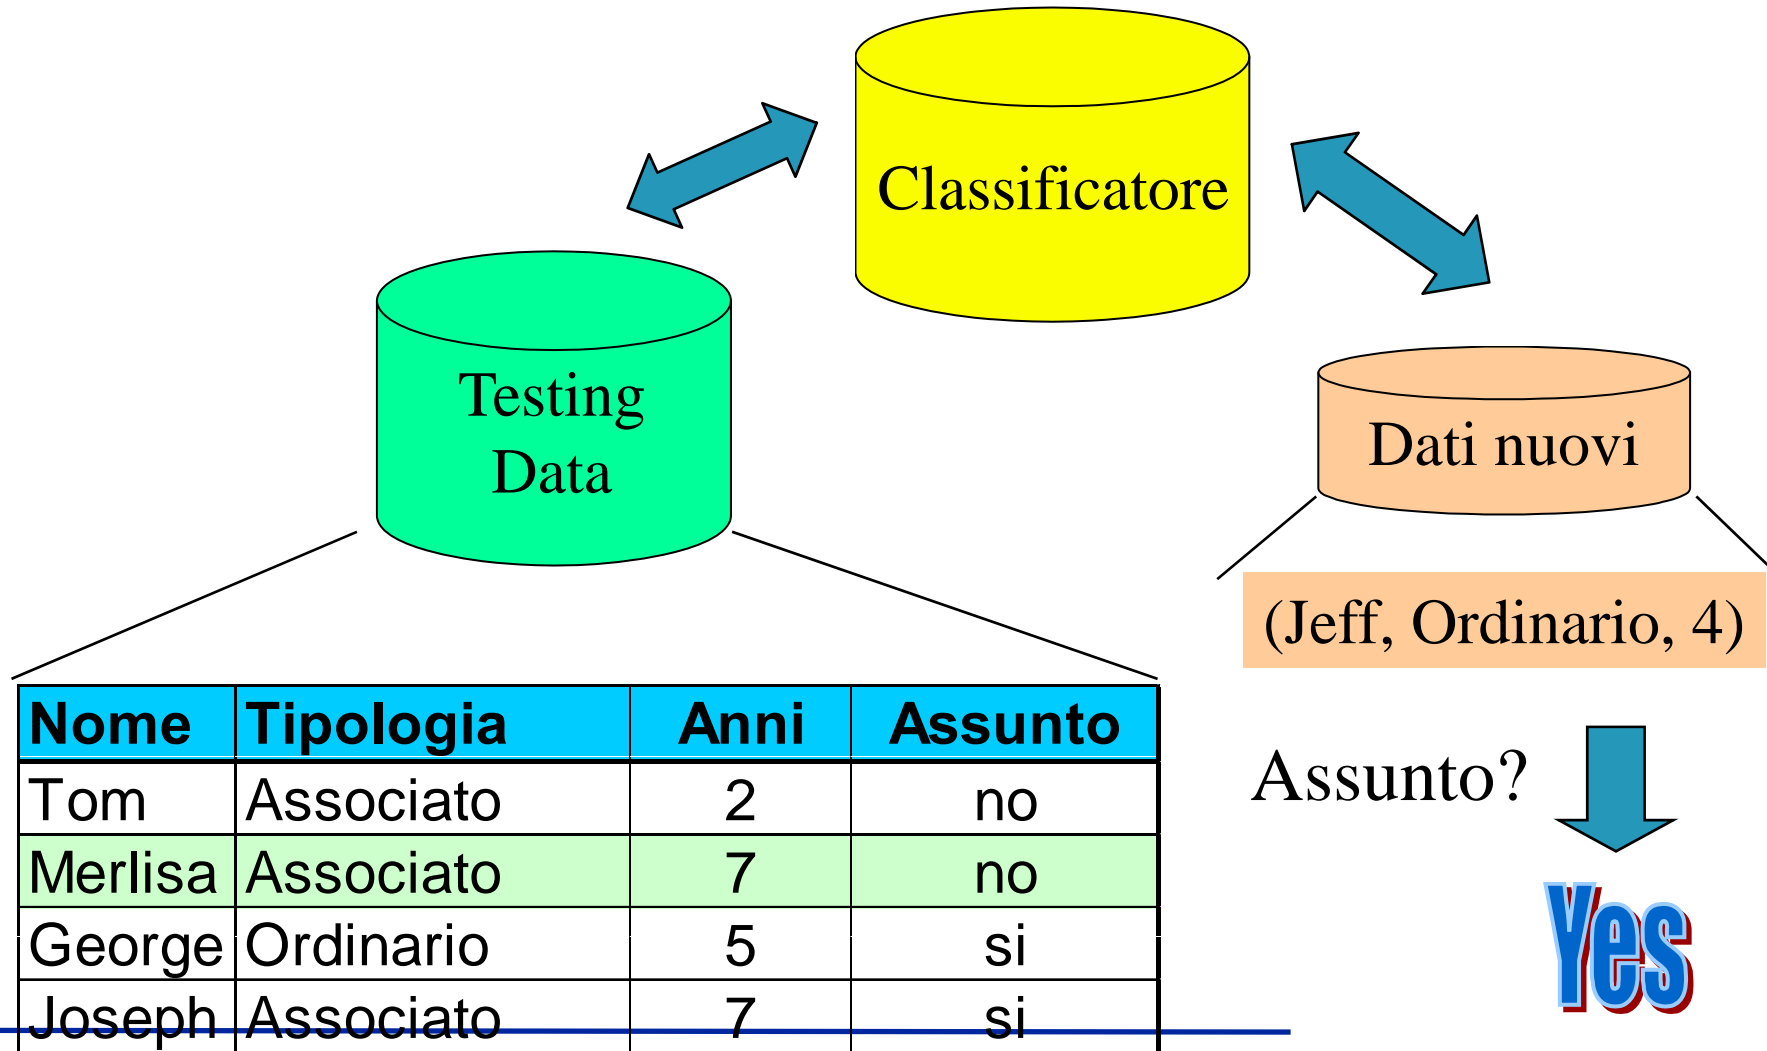 Classificatore
Testing
Data
Dati nuovi
(Jeff, Ordinario, 4)
Nome Tipologia Anni Assunto
Tom Associato 2 no
Merlisa Associato 7 no
George Ordinario 5 si
Joseph Associato 7 si
Assunto?
Yes